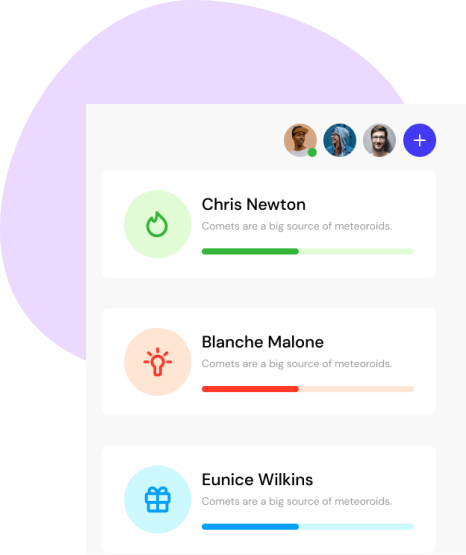 Chris Newton
Comets are a big source of meteoroids.
Blanche Malone
Comets are a big source of meteoroids.
Eunice Wilkins
Comets are a big source of meteoroids.